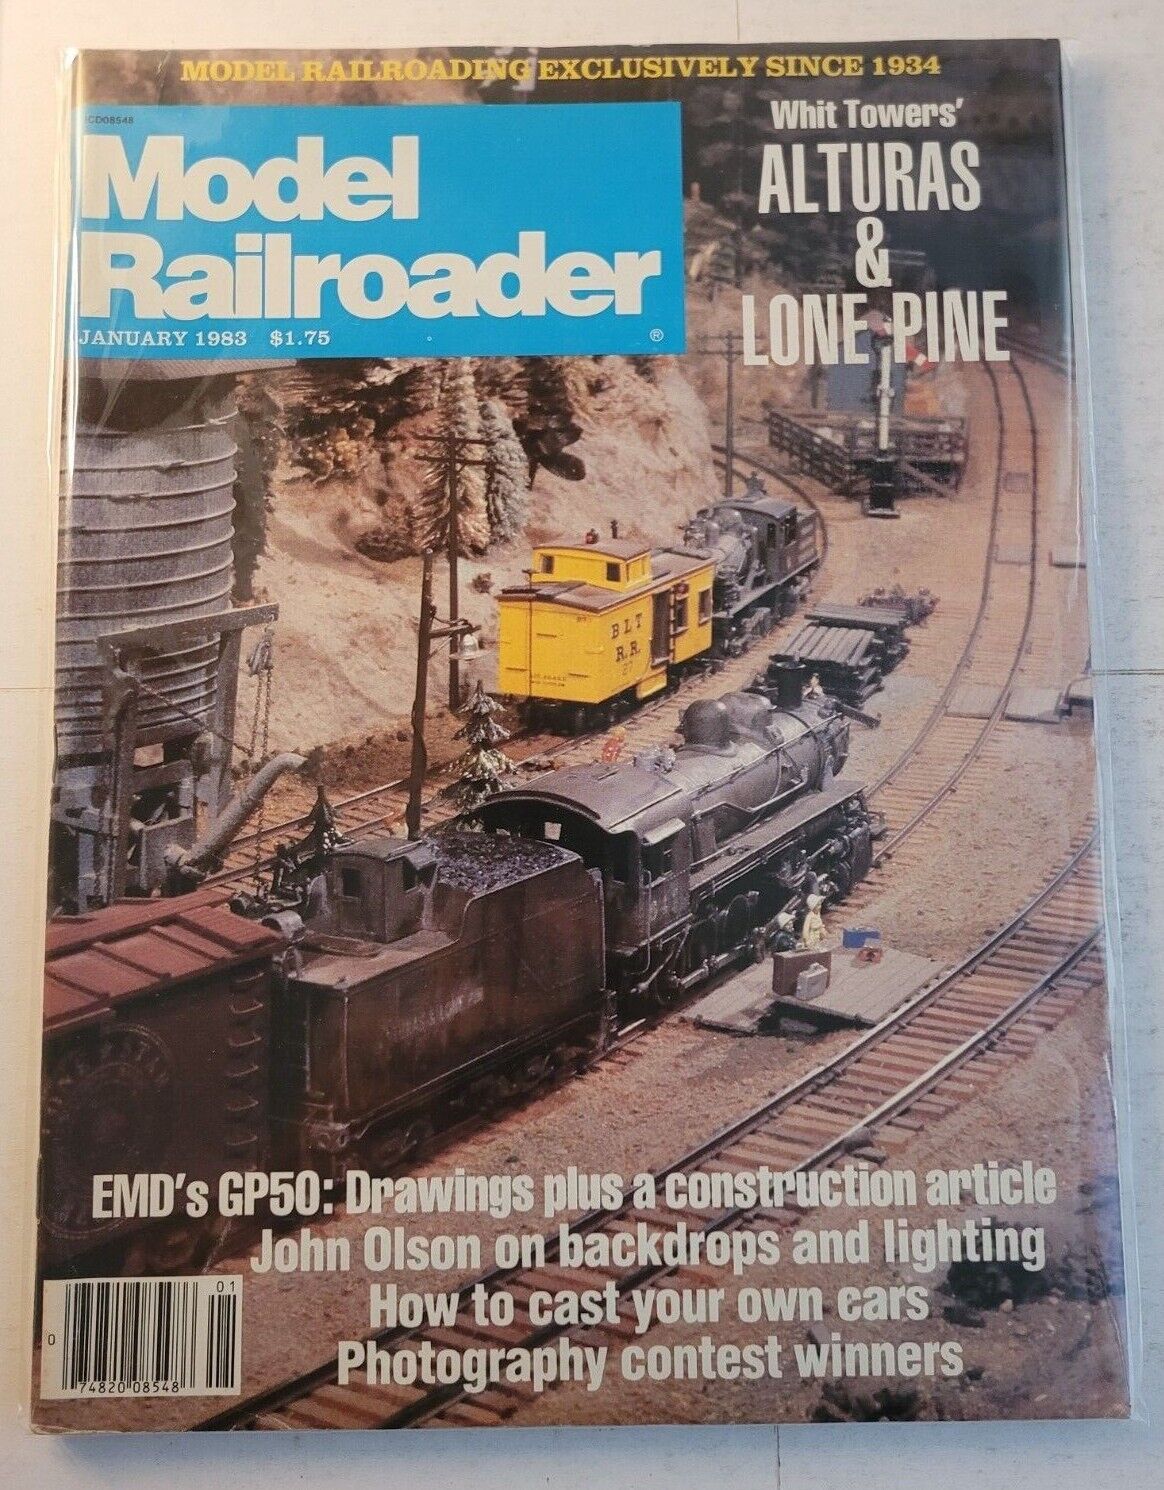 MODEL RAILROADING EXCLUSIVELY SINCE 1934
ICD08548
Model
Railroader
JANUARY 1983 $1.75
®
Whit Towers'
ALTURAS
&
LONE PINE
BLT
R.R.
27
EMD's GP50: Drawings plus a construction article
John Olson on backdrops and lighting
How to cast your own cars
Photography contest winners
01
0
74820 08548